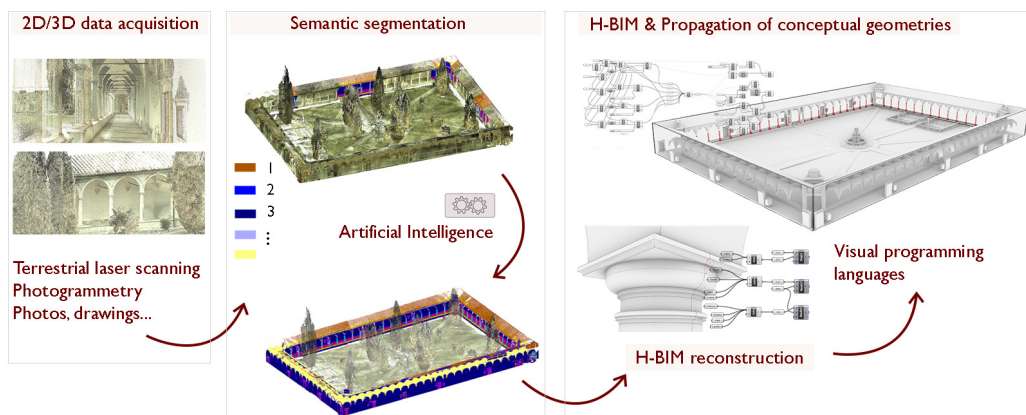 2D/3D data acquisition
Terrestrial laser scanning
Photogrammetry
Photos, drawings...
Semantic segmentation
1
2
3
⋮
Artificial Intelligence
H-BIM & Propagation of conceptual geometries
Visual programming
languages
H-BIM reconstruction